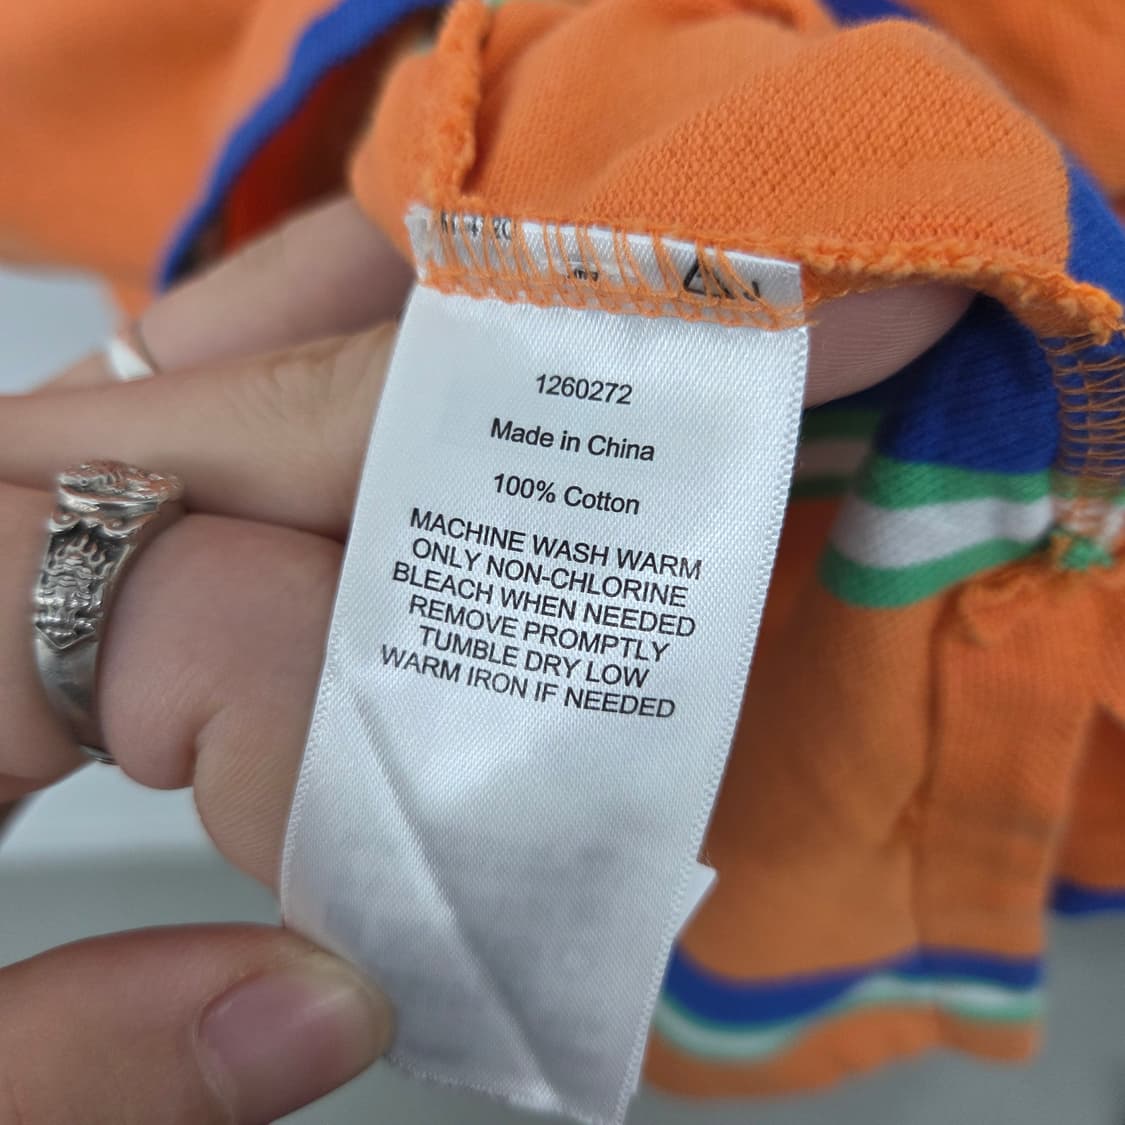 1260272
Made in China
100% Cotton
MACHINE WASH WARM
ONLY NON-CHLORINE
BLEACH WHEN NEEDED
REMOVE PROMPTLY
TUMBLE DRY LOW
WARM IRON IF NEEDED